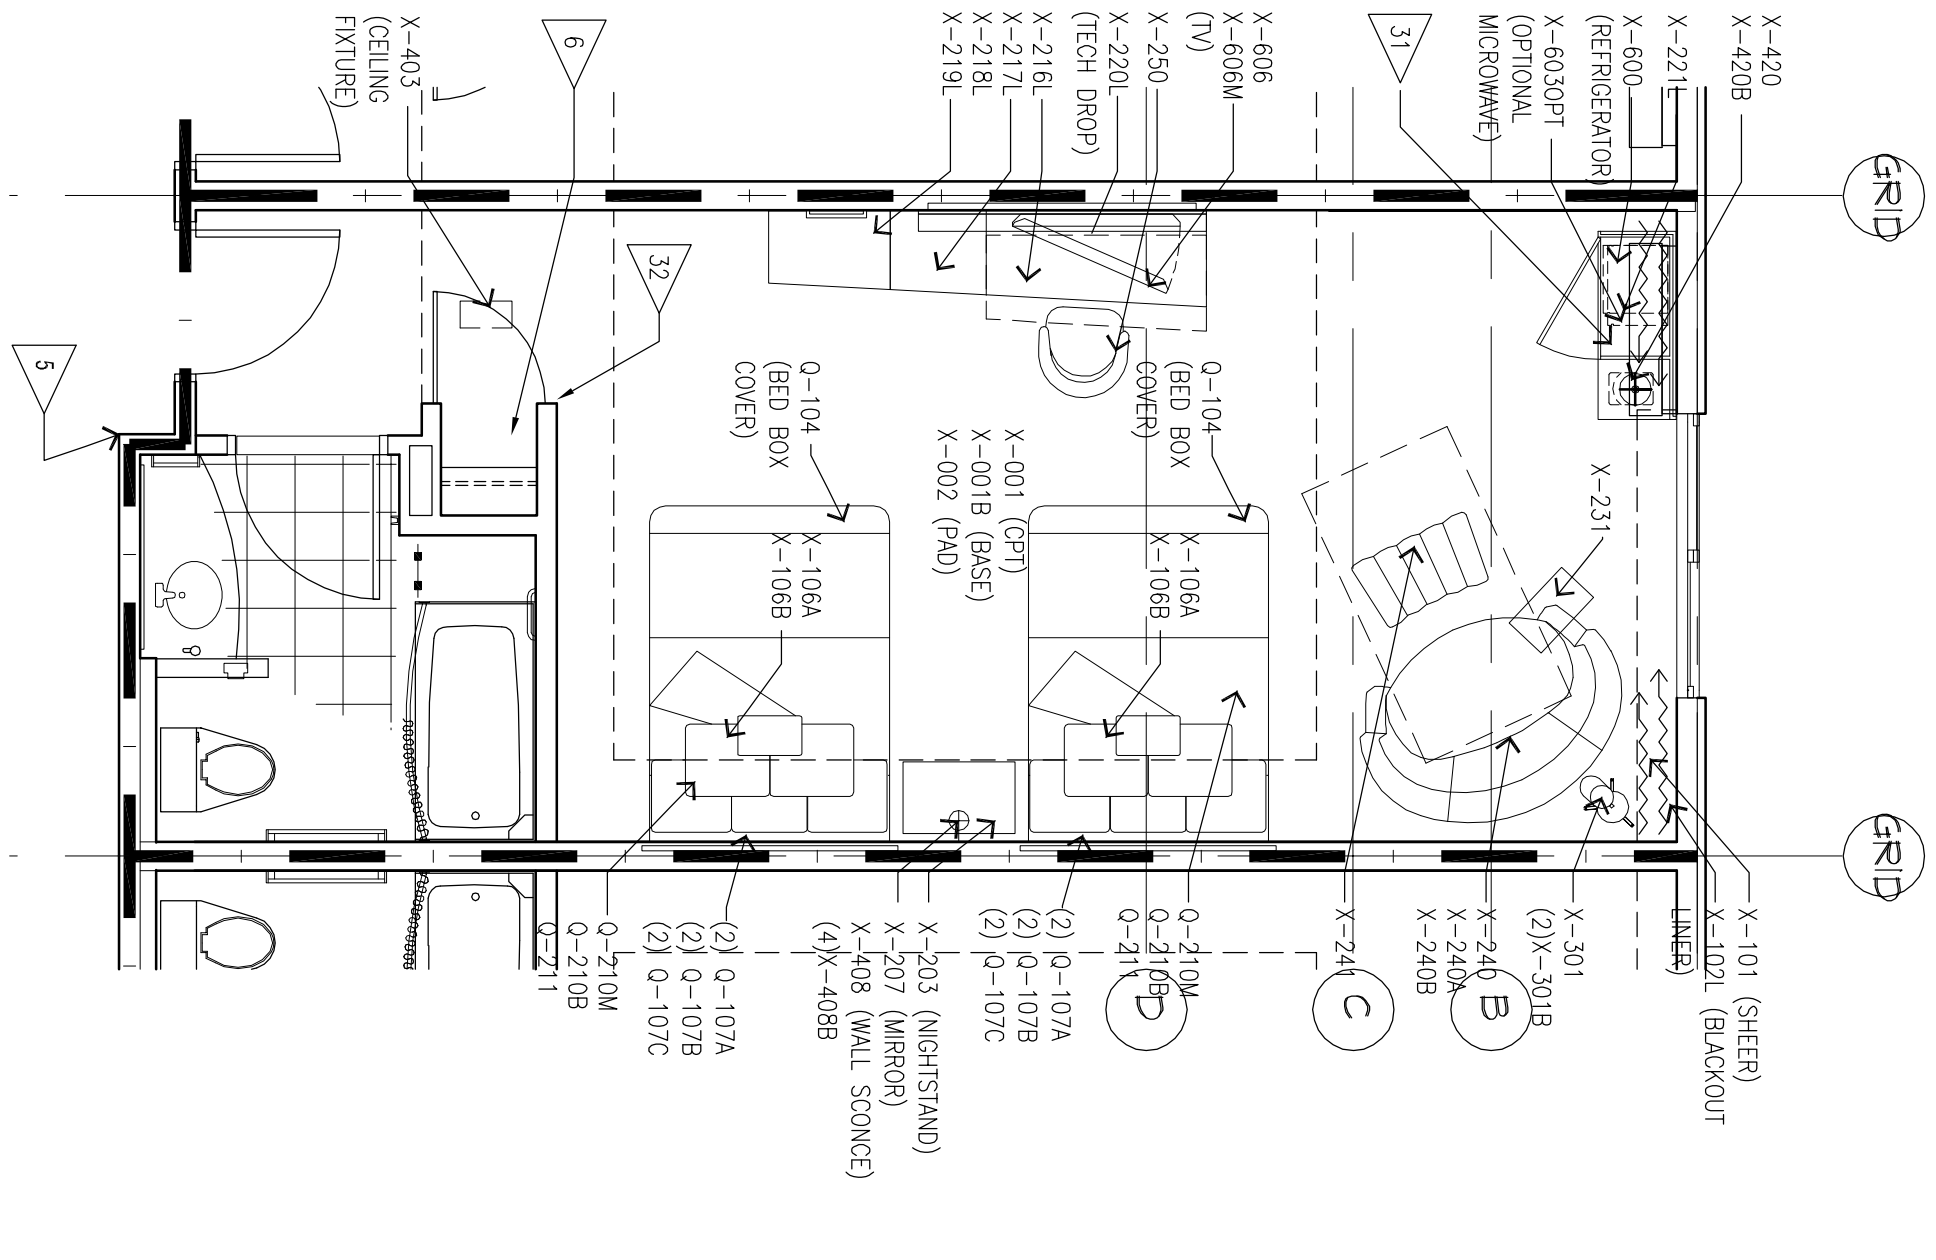 X-420
X-420B
X-221L
X-600
(REFRIGERATOR)
X-603OPT
(OPTIONAL
MICROWAVE)
31
X-606
X-606M
(TV)
X-250
X-220L
(TECH DROP)
X-216L
X-217L
X-218L
X-219L
6
X-403
(CEILING
FIXTURE)
GRID
32
5
Q-104
(BED BOX
COVER)
Q-104
(BED BOX
COVER)
X-001 (CPT)
X-001B (BASE)
X-002 (PAD)
X-231
X-106A
X-106B
X-106A
X-106B
GRID
X-101 (SHEER)
X-102L (BLACKOUT
LINER)
X-301
(2)X-301B
X-240
X-240A
X-240B
X-241
Q-210M
Q-210B
Q-211
(2) Q-107A
(2) Q-107B
(2) Q-107C
X-203 (NIGHTSTAND)
X-207 (MIRROR)
X-408 (WALL SCONCE)
(4)X-408B
(2) Q-107A
(2) Q-107B
(2) Q-107C
Q-210M
Q-210B
Q-211
B
C
D